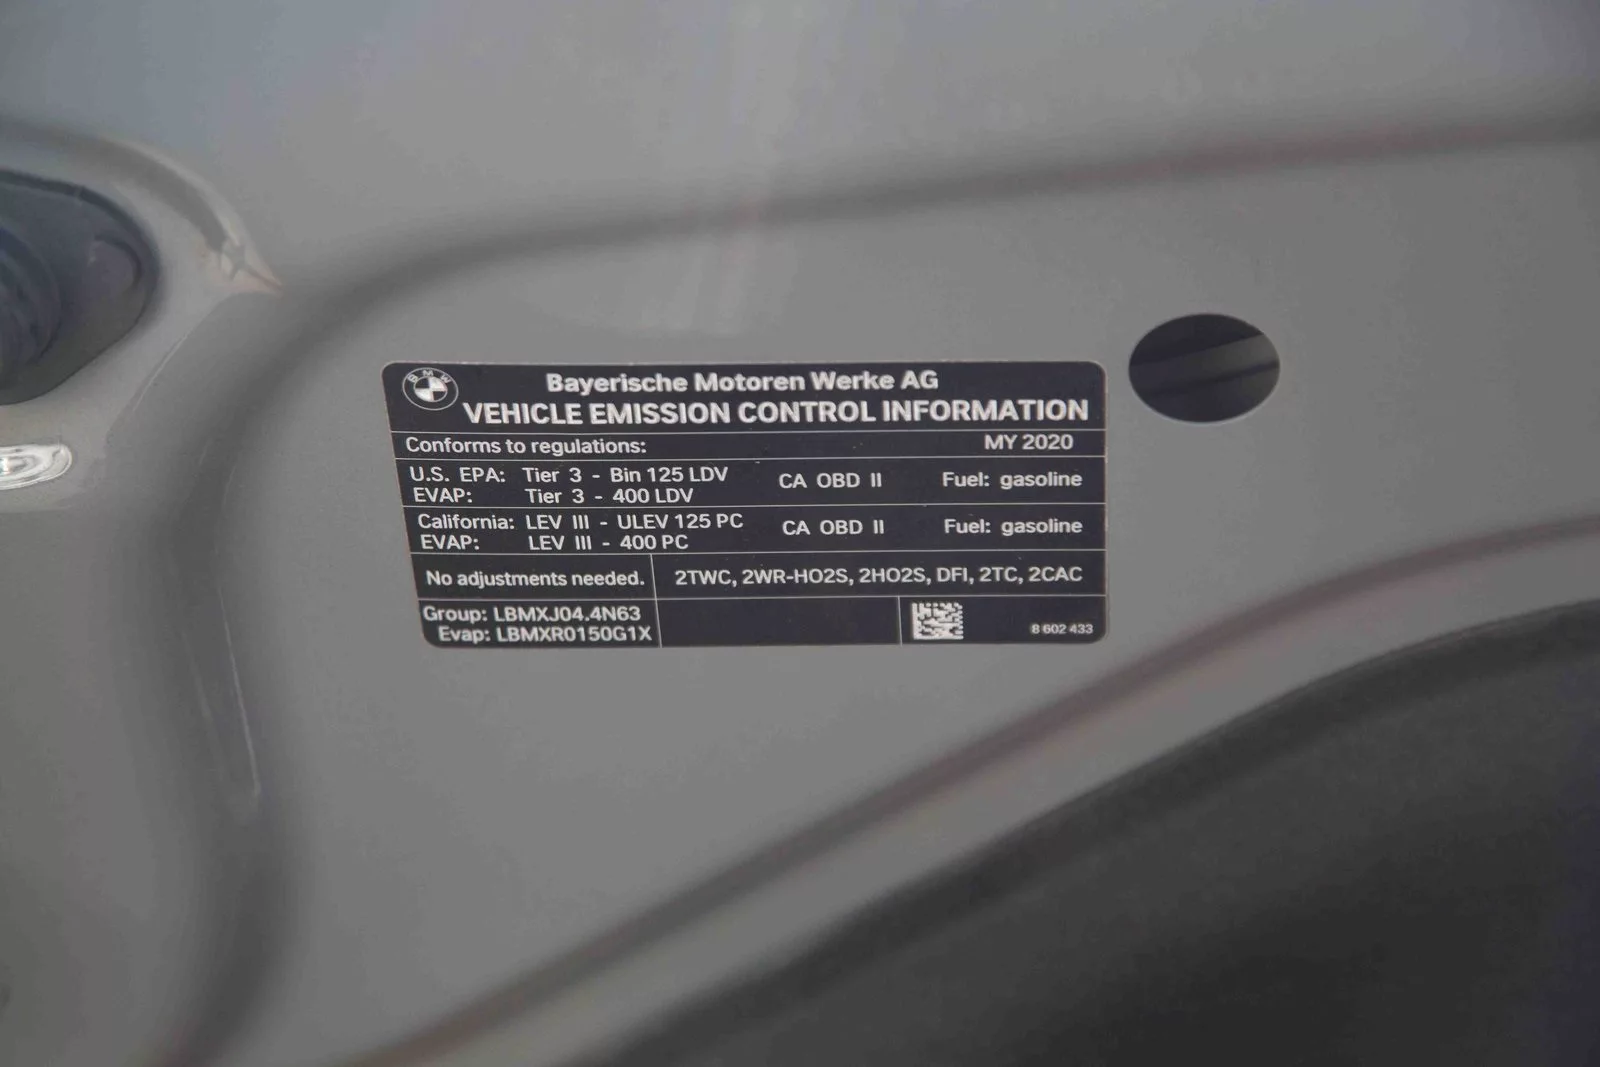 BMW
Bayerische Motoren Werke AG
VEHICLE EMISSION CONTROL INFORMATION
Conforms to regulations: MY 2020
U.S. EPA: Tier 3 - Bin 125 LDV CA OBD II Fuel: gasoline
EVAP: Tier 3 - 400 LDV
California: LEV III - ULEV 125 PC CA OBD II Fuel: gasoline
EVAP: LEV III - 400 PC
No adjustments needed. 2TWC, 2WR-HO2S, 2HO2S, DFI, 2TC, 2CAC
Group: LBMXJ04.4N63
Evap: LBMXR0150G1X
8 602 433